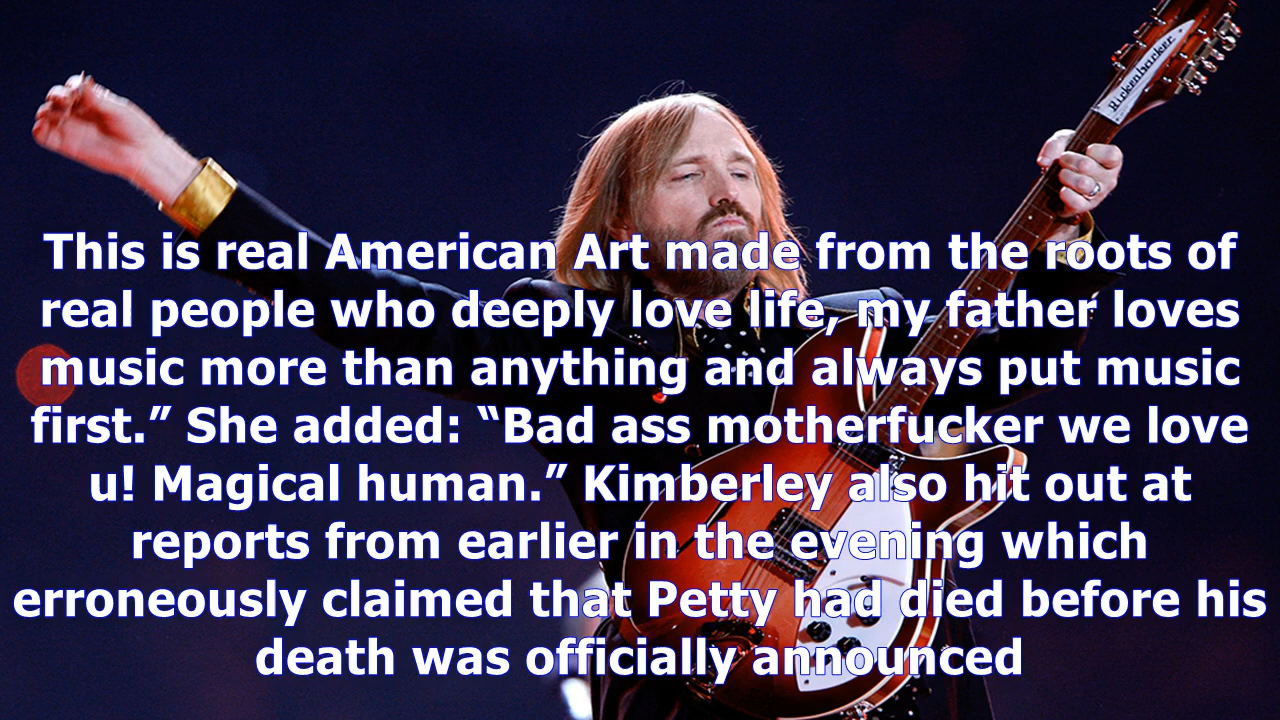 Rickenbacker
This is real American Art made from the roots of
real people who deeply love life, my father loves
music more than anything and always put music
first.” She added: “Bad ass motherfucker we love
u! Magical human.” Kimberley also hit out at
reports from earlier in the evening which
erroneously claimed that Petty had died before his
death was officially announced